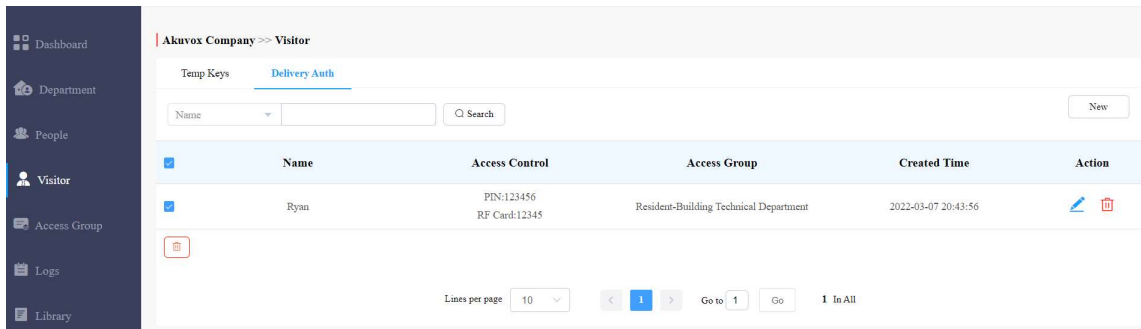 Dashboard
Department
People
Visitor
Access Group
Logs
Library
Akuvox Company >> Visitor
Temp Keys Delivery Auth
Name Search New
Name Access Control Access Group Created Time Action
Ryan PIN:123456 Resident-Building Technical Department 2022-03-07 20:43:56
RF Card:12345
Lines per page 10 < 1 > Go to 1 Go 1 In All